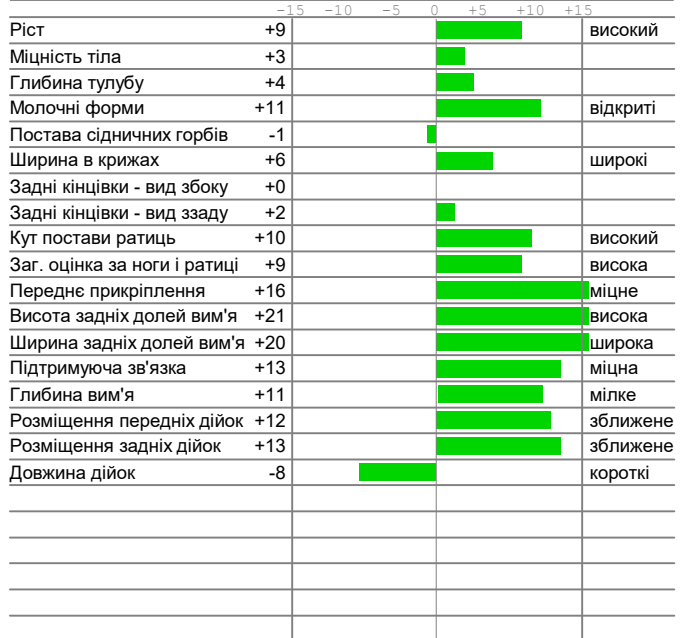 -15 -10 -5 0 +5 +10 +15
Ріст +9 високий
Міцність тіла +3
Глибина тулубу +4
Молочні форми +11 відкриті
Постава сідничних горбів -1
Ширина в крижах +6 широкі
Задні кінцівки - вид збоку +0
Задні кінцівки - вид ззаду +2
Кут постави ратиць +10 високий
Заг. оцінка за ноги і ратиці +9 висока
Переднє прикріплення +16 міцне
Висота задніх долей вим'я +21 висока
Ширина задніх долей вим'я +20 широка
Підтримуюча зв'язка +13 міцна
Глибина вим'я +11 мілке
Розміщення передніх дійок +12 зближене
Розміщення задніх дійок +13 зближене
Довжина дійок -8 короткі